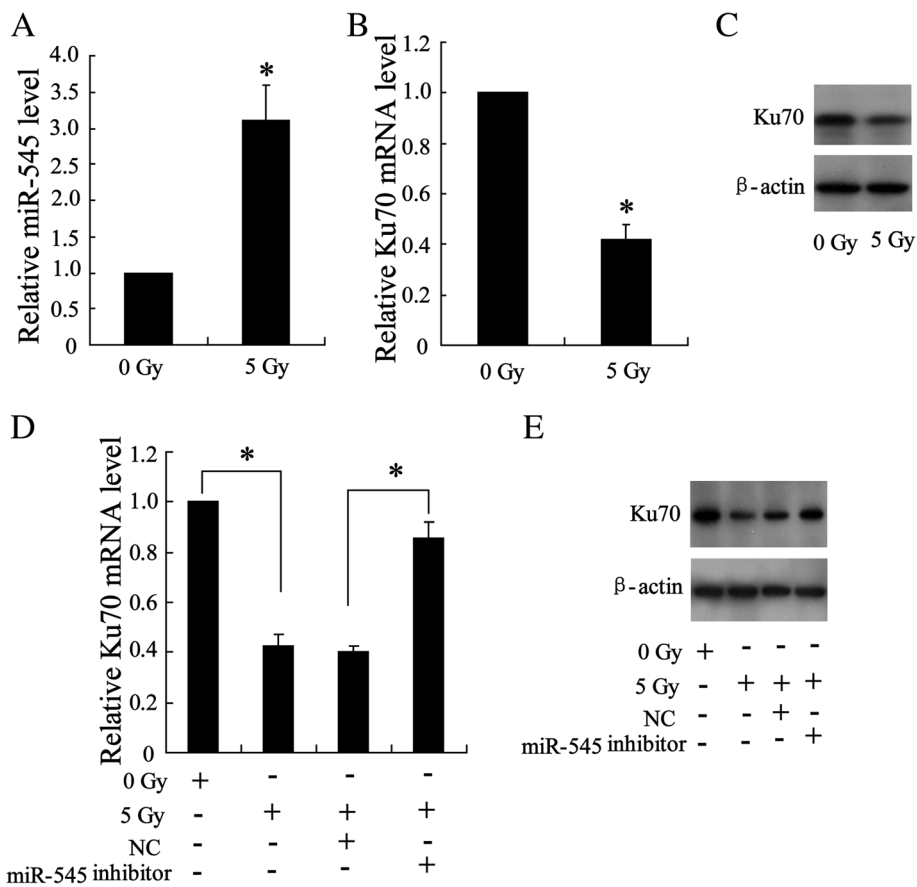 A
Relative miR-545 level
4.0
3.5
3.0
2.5
2.0
1.5
1.0
0.5
0
*
0 Gy
5 Gy
B
Relative Ku70 mRNA level
1.2
1.0
0.8
0.6
0.4
0.2
0
*
0 Gy
5 Gy
C
Ku70
β-actin
0 Gy 5 Gy
D
Relative Ku70 mRNA level
1.2
1.0
0.8
0.6
0.4
0.2
0
*
*
0 Gy + - - -
5 Gy - + + +
NC - - + -
miR-545 inhibitor - - - +
E
Ku70
β-actin
0 Gy + - - -
5 Gy - + + +
NC - - + -
miR-545 inhibitor - - - +